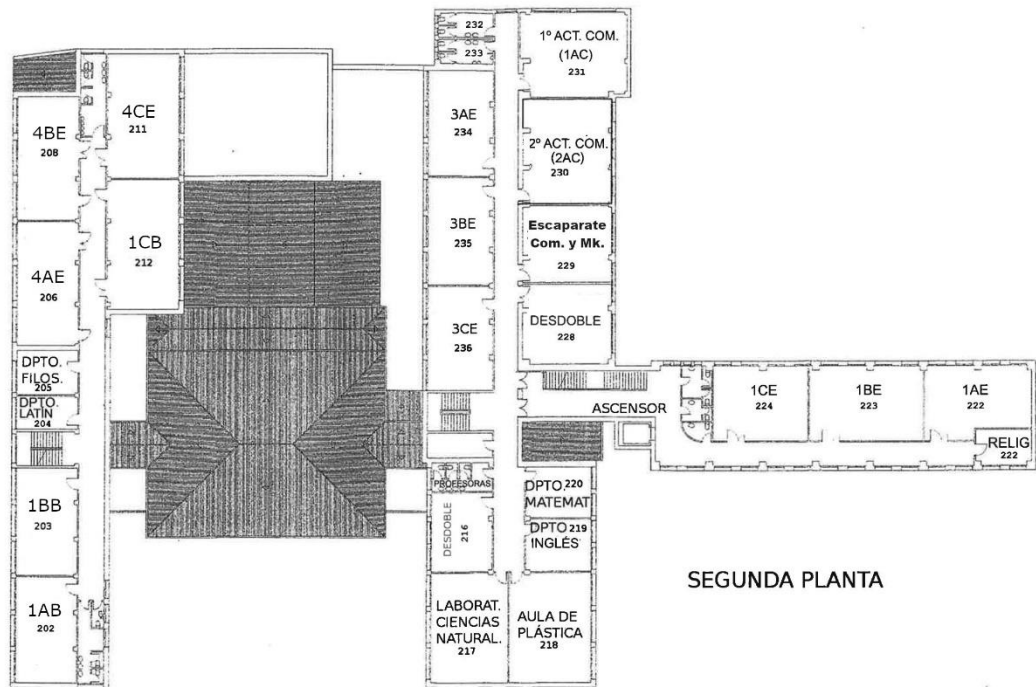 232
233
1º ACT. COM.
(1AC)
231
4BE
208
4CE
211
3AE
234
2º ACT. COM.
(2AC)
230
4AE
206
1CB
212
3BE
235
Escaparate
Com. y Mk.
229
3CE
236
DESDOBLE
228
DPTO.
FILOS.
205
DPTO.
LATÍN
204
ASCENSOR
1CE
224
1BE
223
1AE
222
RELIG
222
1BB
203
PROFESORAS
DESDOBLE
216
DPTO. 220
MATEMAT
DPTO 219
INGLÉS
1AB
202
LABORAT.
CIENCIAS
NATURAL.
217
AULA DE
PLÁSTICA
218
SEGUNDA PLANTA